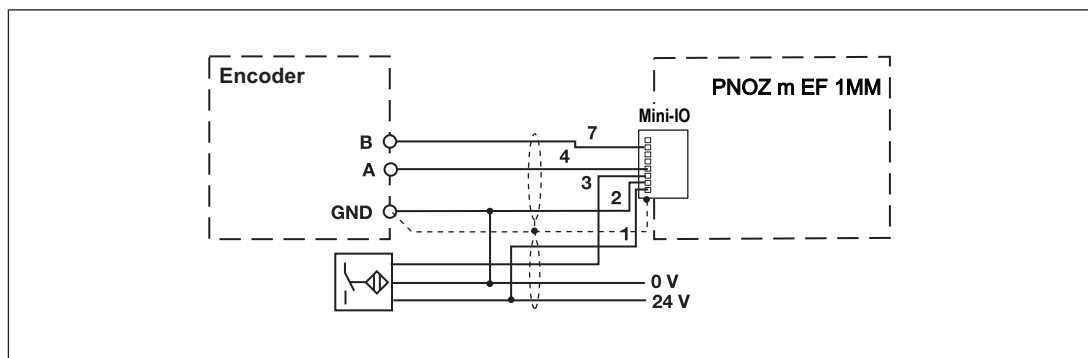 Encoder
PNOZ m EF 1MM
Mini-IO
B
7
A
4
3
GND
2
1
0 V
24 V